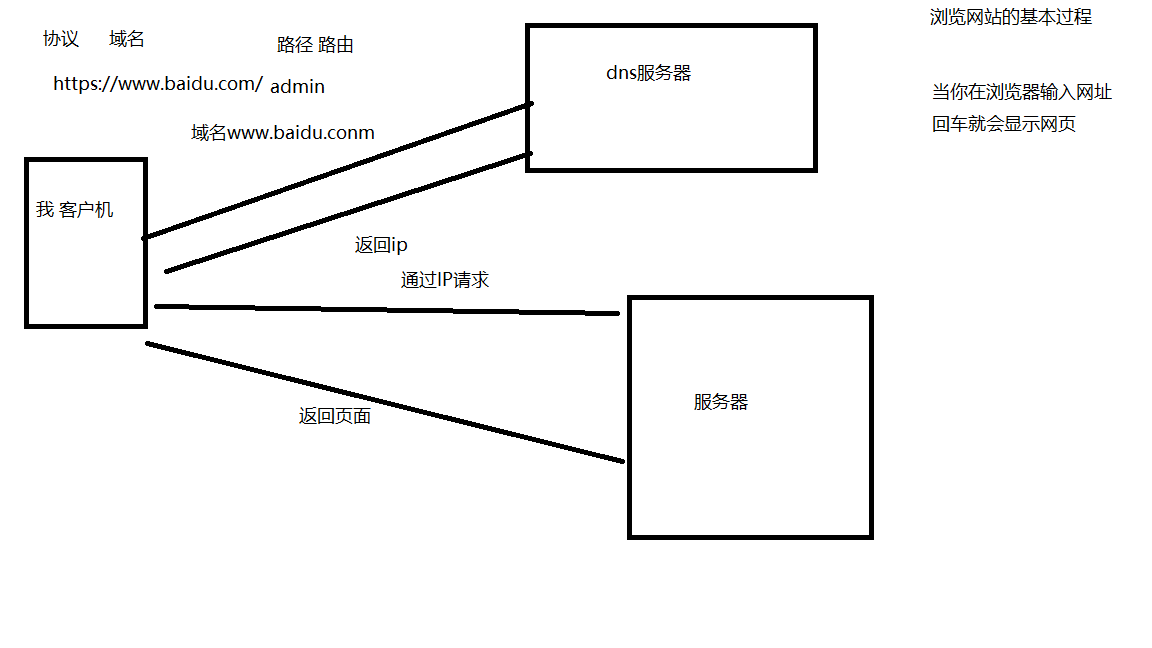 浏览网站的基本过程
协议 域名
路径 路由
dns服务器
https://www.baidu.com/ admin
当你在浏览器输入网址
回车就会显示网页
域名www.baidu.conm
我 客户机
返回ip
通过IP请求
服务器
返回页面